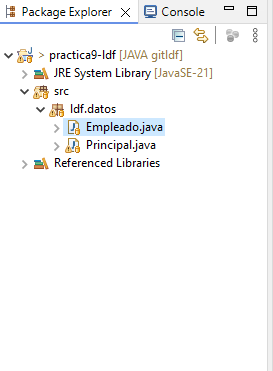 Package Explorer Console
> practica9-ldf [JAVA gitldf]
JRE System Library [JavaSE-21]
src
ldf.datos
Empleado.java
Principal.java
Referenced Libraries